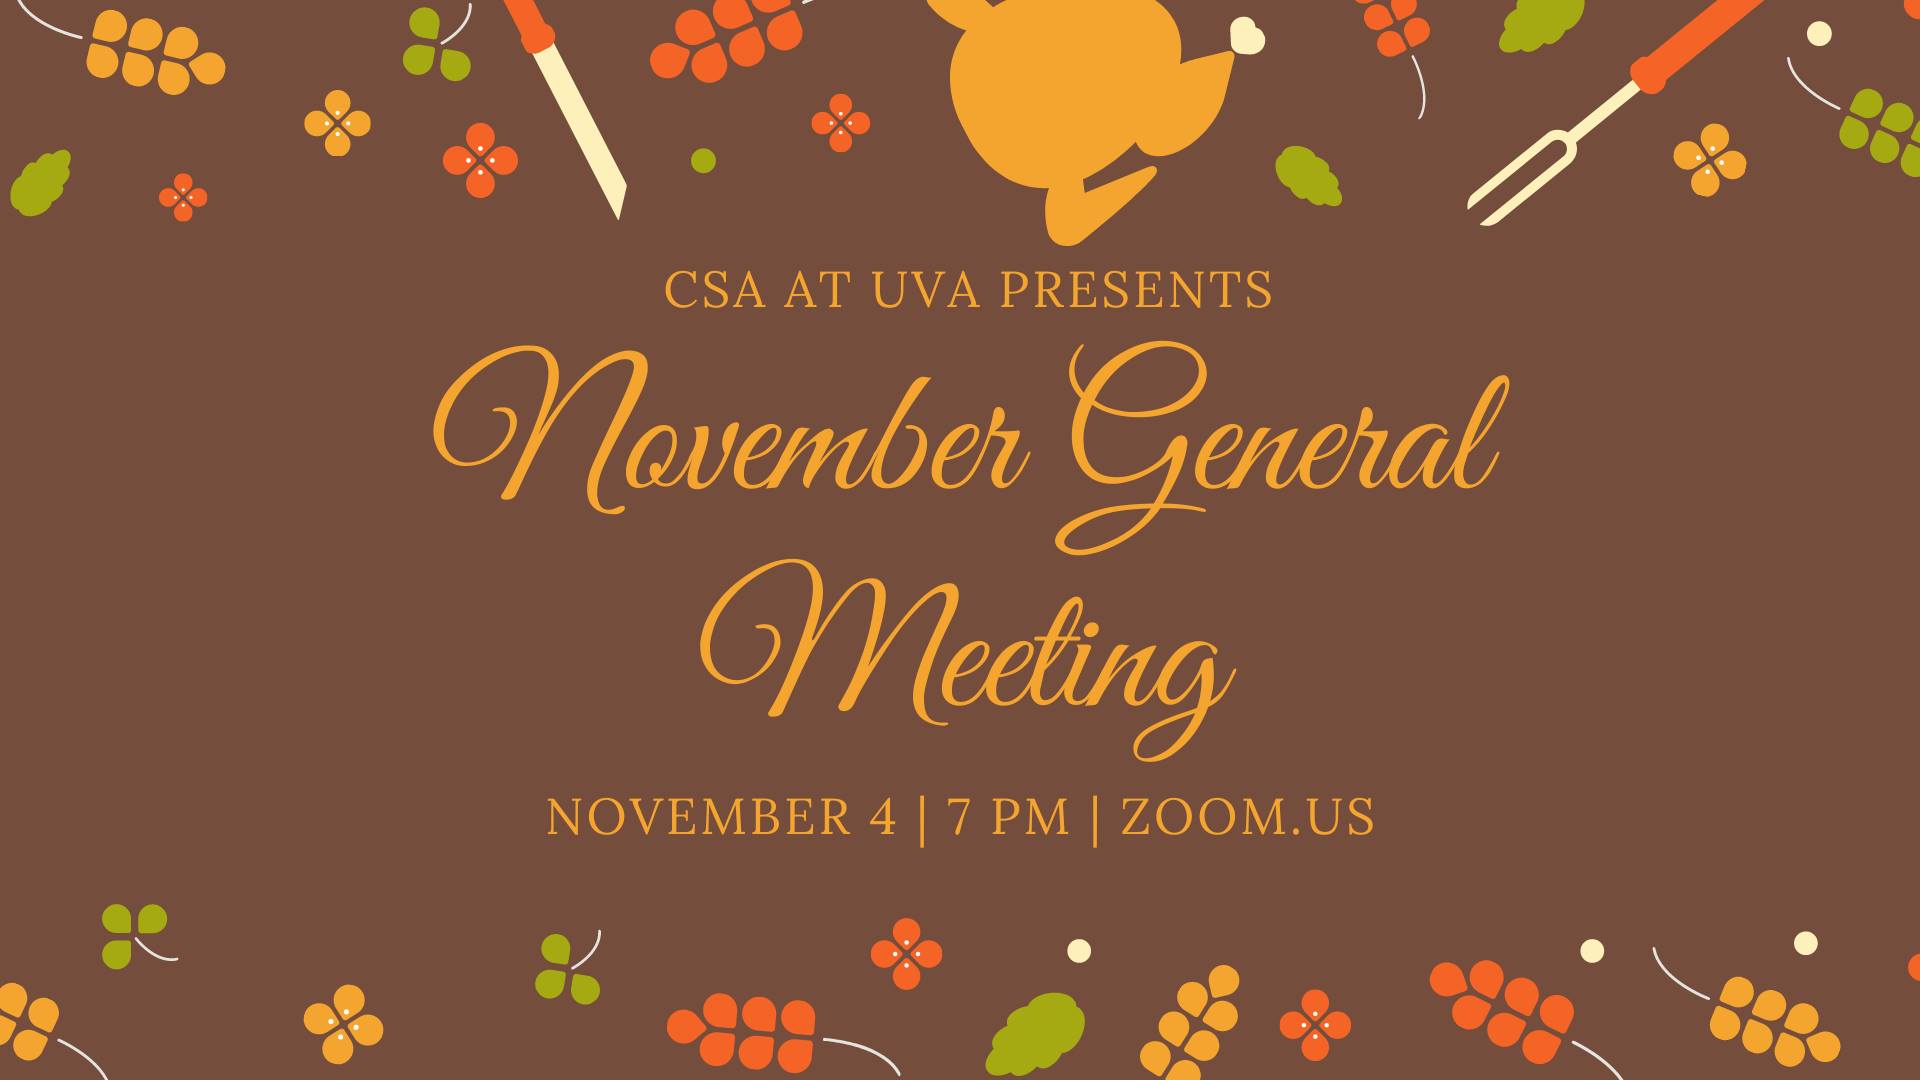 CSA AT UVA PRESENTS
November General
Meeting
NOVEMBER 4 | 7 PM | ZOOM.US